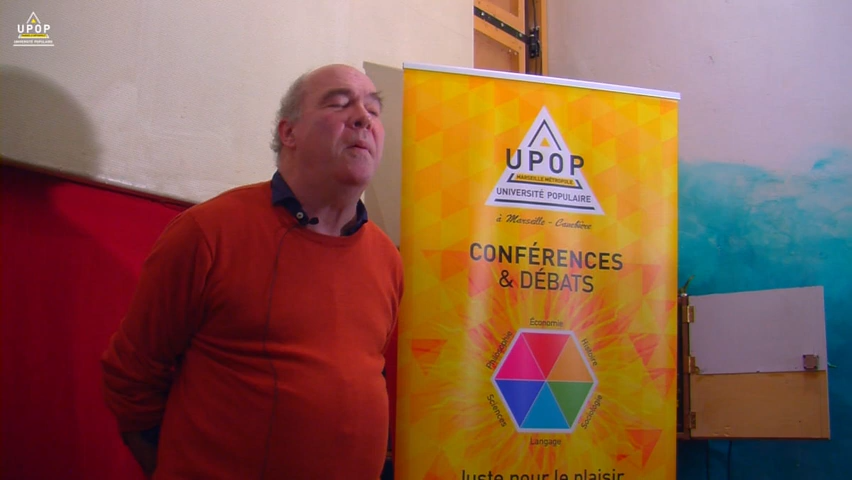 UPOP
UNIVERSITÉ POPULAIRE
UPOP
MARSEILLE MÉTROPOLE
UNIVERSITÉ POPULAIRE
à Marseille - Canebière
CONFÉRENCES
& DÉBATS
Économie
Philosophie
Histoire
Sciences
Sociologie
Langage
Juste pour le plaisir